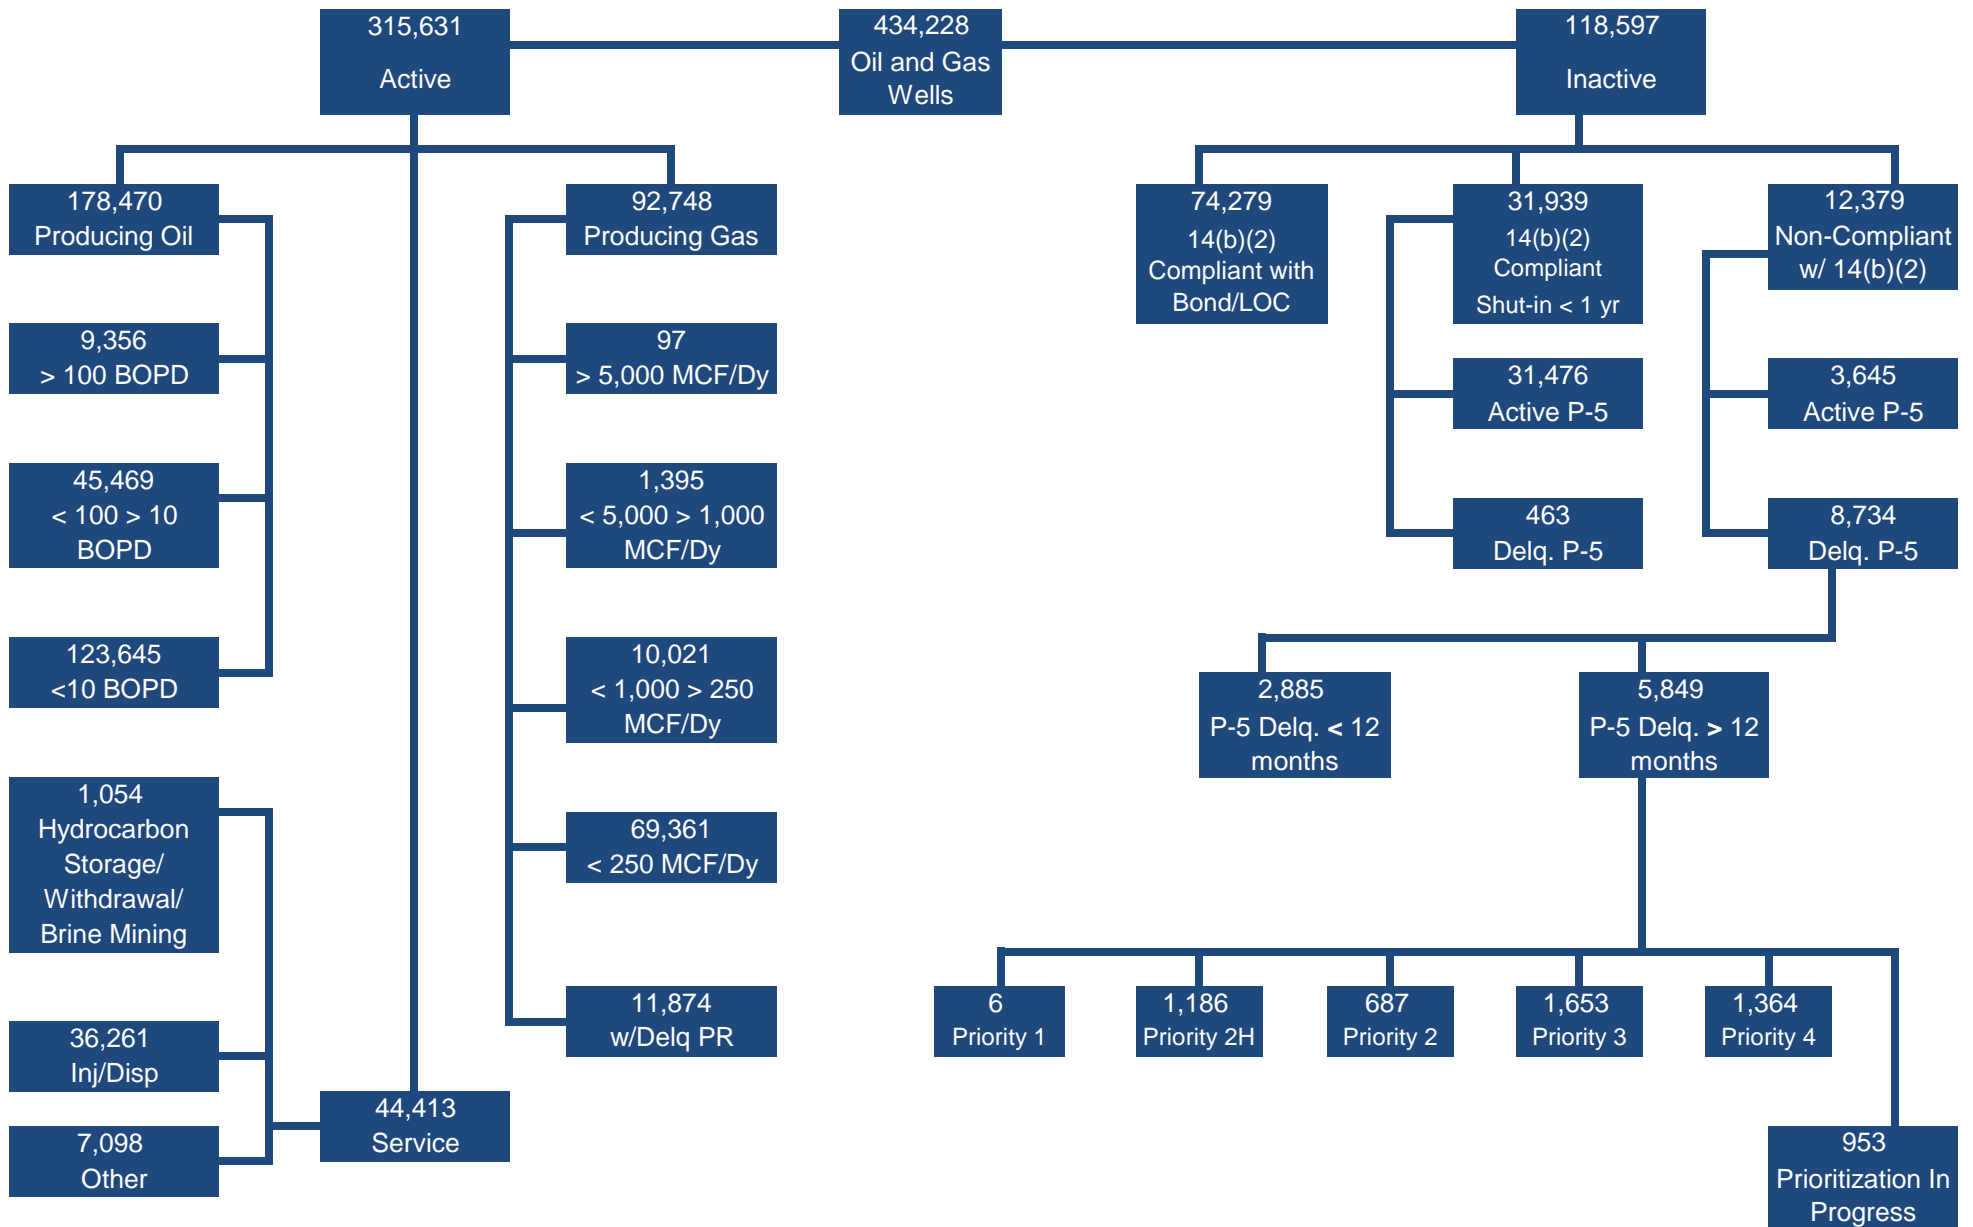 315,631
Active
434,228
Oil and Gas
Wells
118,597
Inactive
178,470
Producing Oil
92,748
Producing Gas
74,279
14(b)(2)
Compliant with
Bond/LOC
31,939
14(b)(2)
Compliant
Shut-in < 1 yr
12,379
Non-Compliant
w/ 14(b)(2)
9,356
> 100 BOPD
97
> 5,000 MCF/Dy
31,476
Active P-5
3,645
Active P-5
45,469
< 100 > 10
BOPD
1,395
< 5,000 > 1,000
MCF/Dy
463
Delq. P-5
8,734
Delq. P-5
123,645
<10 BOPD
10,021
< 1,000 > 250
MCF/Dy
2,885
P-5 Delq. < 12
months
5,849
P-5 Delq. > 12
months
1,054
Hydrocarbon
Storage/
Withdrawal/
Brine Mining
69,361
< 250 MCF/Dy
11,874
w/Delq PR
6
Priority 1
1,186
Priority 2H
687
Priority 2
1,653
Priority 3
1,364
Priority 4
36,261
Inj/Disp
44,413
Service
7,098
Other
953
Prioritization In
Progress